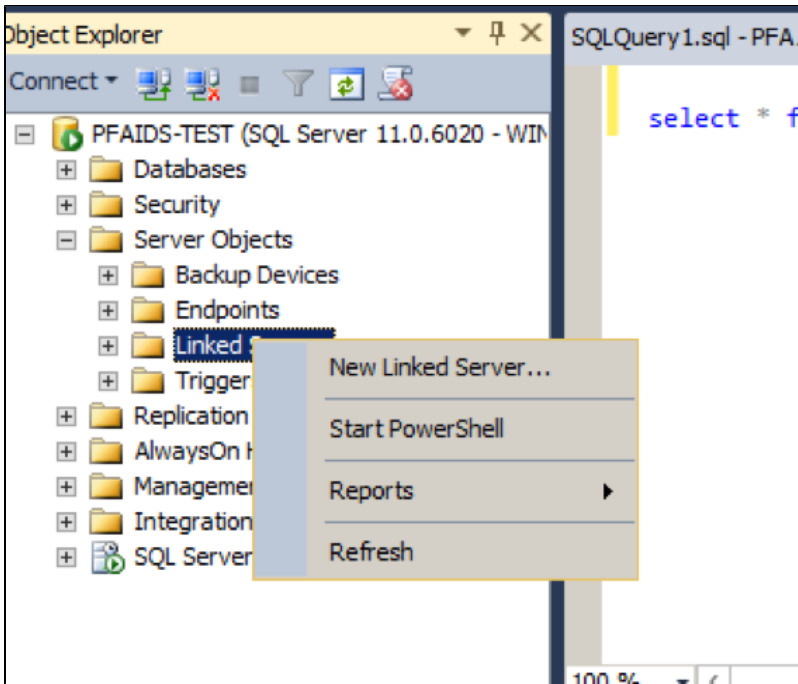 Object Explorer
Connect
PFAIDS-TEST (SQL Server 11.0.6020 - WIN
Databases
Security
Server Objects
Backup Devices
Endpoints
Linked
Trigger
Replication
AlwaysOn
Managemen
Integration
SQL Server
New Linked Server...
Start PowerShell
Reports
Refresh
SQLQuery1.sql - PFA
select * f
100 %